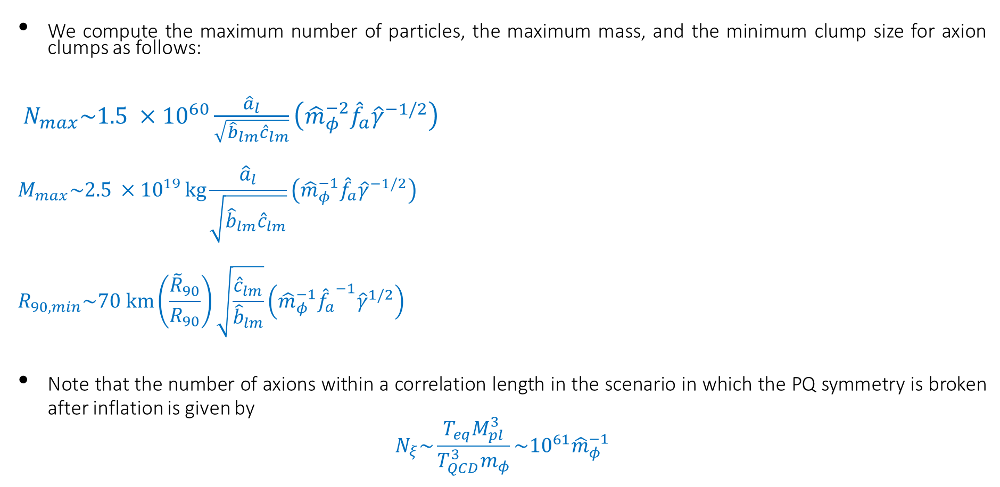 • We compute the maximum number of particles, the maximum mass, and the minimum clump size for axion
clumps as follows:
$N_{max} \sim 1.5 \times 10^{60} \frac{\hat{a}_l}{\sqrt{\hat{b}_{lm}\hat{c}_{lm}}} \left(\hat{m}_\phi^{-2} \hat{f}_a \hat{\gamma}^{-1/2}\right)$
$M_{max} \sim 2.5 \times 10^{19} \text{ kg} \frac{\hat{a}_l}{\sqrt{\hat{b}_{lm}\hat{c}_{lm}}} \left(\hat{m}_\phi^{-1} \hat{f}_a \hat{\gamma}^{-1/2}\right)$
$R_{90,min} \sim 70 \text{ km} \left(\frac{\tilde{R}_{90}}{R_{90}}\right) \sqrt{\frac{\hat{c}_{lm}}{\hat{b}_{lm}}} \left(\hat{m}_\phi^{-1} \hat{f}_a^{-1} \hat{\gamma}^{1/2}\right)$
• Note that the number of axions within a correlation length in the scenario in which the PQ symmetry is broken
after inflation is given by
$N_\xi \sim \frac{T_{eq} M_{pl}^3}{T_{QCD}^3 m_\phi} \sim 10^{61} \hat{m}_\phi^{-1}$